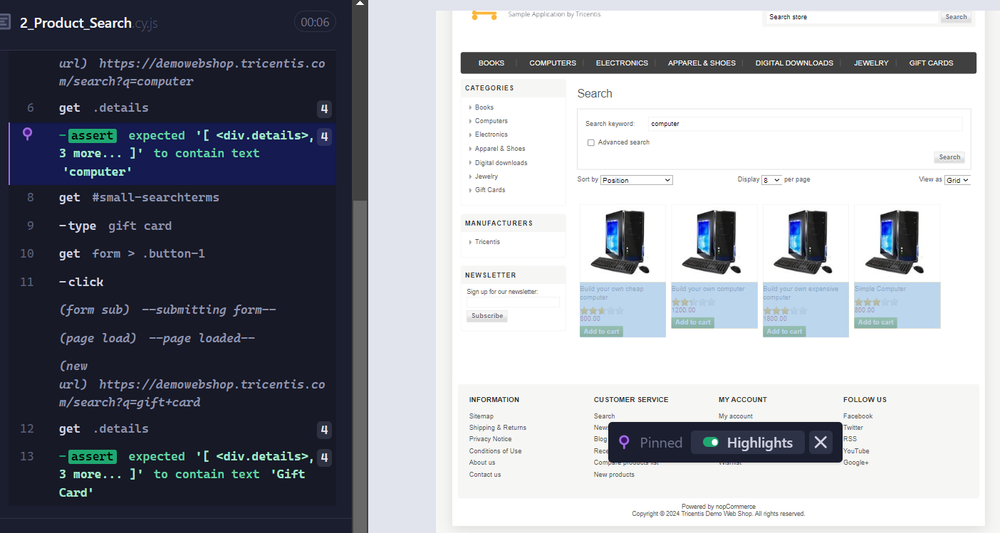 2_Product_Search.cy.js
00:06
url) https://demowebshop.tricentis.co
m/search?q=computer
6 get .details 4
-assert expected '[ <div.details>, 4
3 more... ]' to contain text
'computer'
8 get #small-searchterms
9 -type gift card
10 get form > .button-1
11 -click
(form sub) --submitting form--
(page load) --page loaded--
(new
url) https://demowebshop.tricentis.co
m/search?q=gift+card
12 get .details 4
13 -assert expected '[ <div.details>, 4
3 more... ]' to contain text 'Gift
Card'
Sample Application by Tricentis
Search store
Search
BOOKS COMPUTERS ELECTRONICS APPAREL & SHOES DIGITAL DOWNLOADS JEWELRY GIFT CARDS
CATEGORIES
Books
Computers
Electronics
Apparel & Shoes
Digital downloads
Jewelry
Gift Cards
MANUFACTURERS
Tricentis
NEWSLETTER
Sign up for our newsletter:
Subscribe
Search
Search keyword: computer
Advanced search
Search
Sort by Position Display 8 per page View as Grid
Build your own cheap
computer
800.00
Add to cart
Build your own computer
1200.00
Add to cart
Build your own expensive
computer
1800.00
Add to cart
Simple Computer
800.00
Add to cart
INFORMATION
Sitemap
Shipping & Returns
Privacy Notice
Conditions of Use
About us
Contact us
CUSTOMER SERVICE
Search
Blog
Compare products list
New products
MY ACCOUNT
My account
Wishlist
FOLLOW US
Facebook
Twitter
RSS
YouTube
Google+
Pinned Highlights
Powered by nopCommerce
Copyright © 2024 Tricentis Demo Web Shop. All rights reserved.